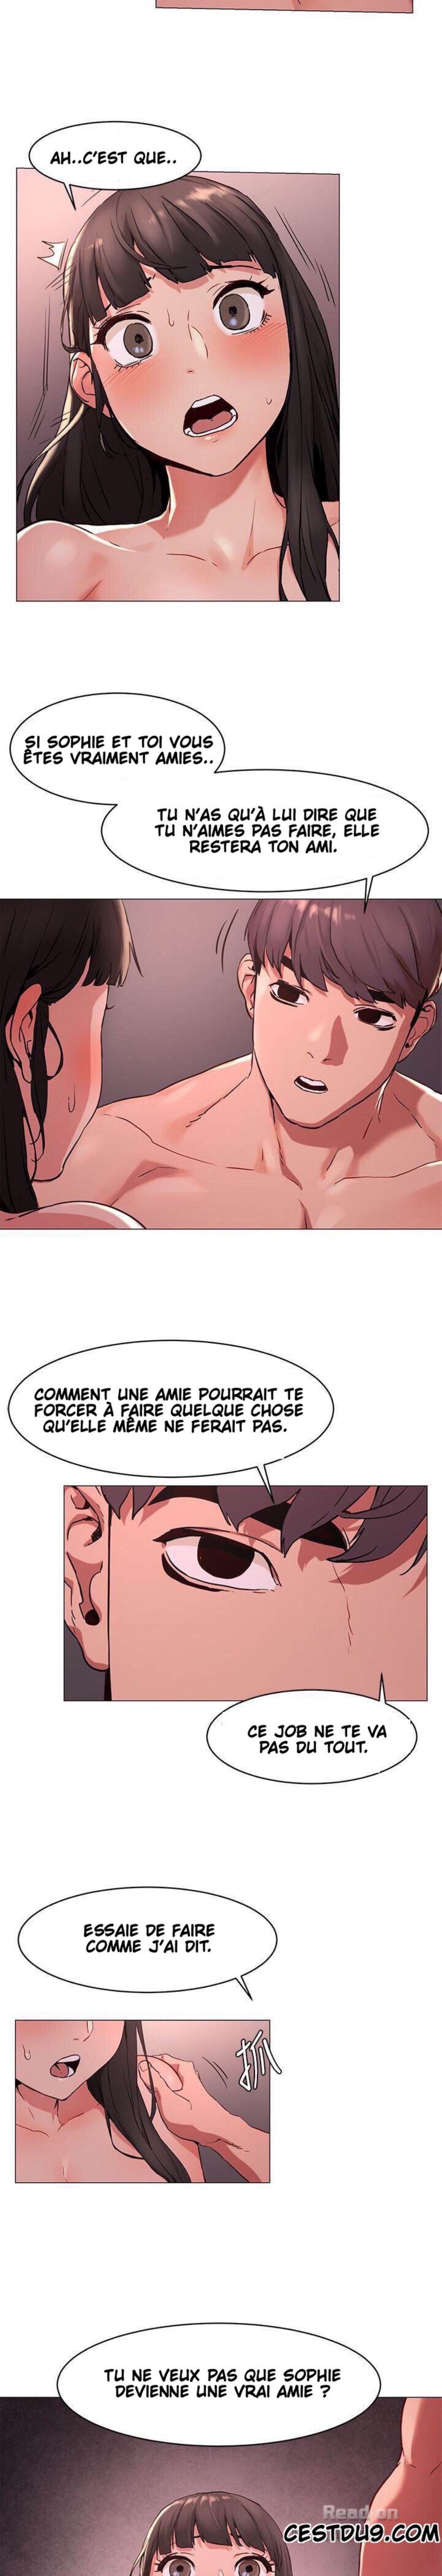 AH..C'EST QUE..
SI SOPHIE ET TOI VOUS
ÊTES VRAIMENT AMIES..
TU N'AS QU'À LUI DIRE QUE
TU N'AIMES PAS FAIRE, ELLE
RESTERA TON AMI.
COMMENT UNE AMIE POURRAIT TE
FORCER À FAIRE QUELQUE CHOSE
QU'ELLE MÊME NE FERAIT PAS.
CE JOB NE TE VA
PAS DU TOUT.
ESSAIE DE FAIRE
COMME J'AI DIT.
抓
TU NE VEUX PAS QUE SOPHIE
DEVIENNE UNE VRAI AMIE ?
Read on
CESTDU9.COM